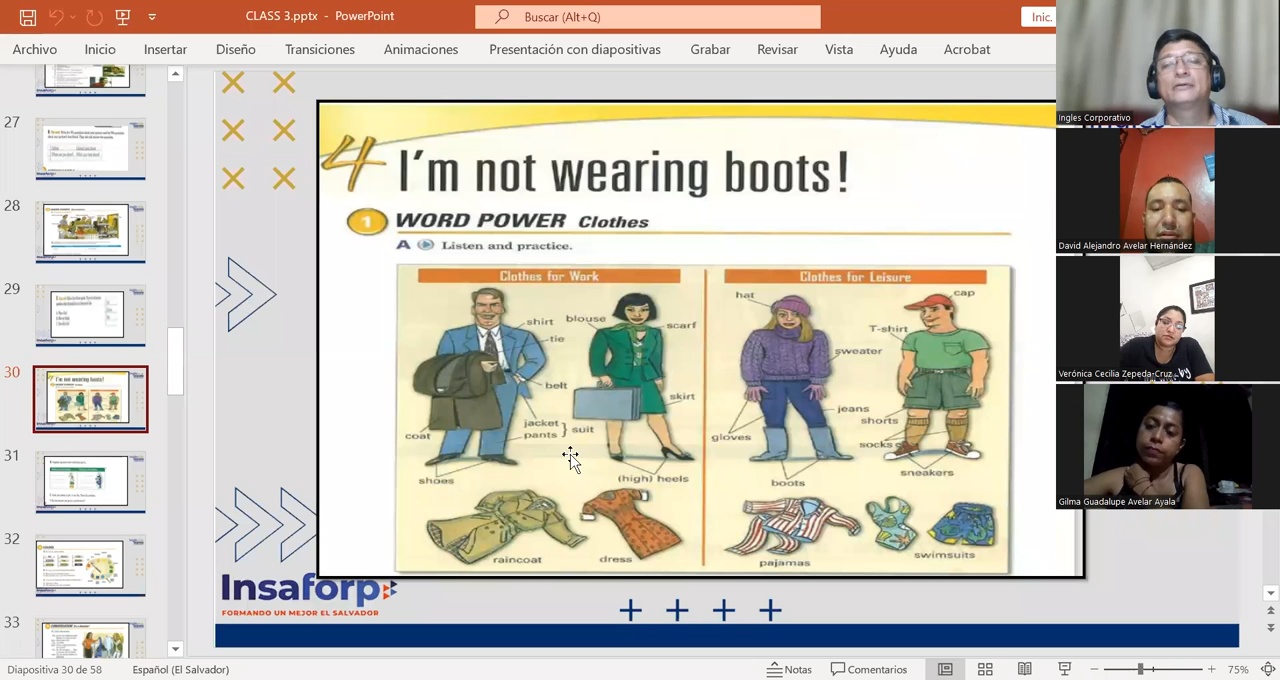 CLASS 3.pptx - PowerPoint
Buscar (Alt+Q)
Inic.
Archivo Inicio Insertar Diseño Transiciones Animaciones Presentación con diapositivas Grabar Revisar Vista Ayuda Acrobat
27
28
29
30
31
32
33
4 I'm not wearing boots!
1 WORD POWER Clothes
A Listen and practice.
Clothes for Work
Clothes for Leisure
shirt
blouse
scarf
tie
belt
skirt
jacket
pants
suit
coat
shoes
(high) heels
raincoat
dress
hat
cap
T-shirt
sweater
jeans
shorts
gloves
socks
boots
sneakers
pajamas
swimsuits
Insaforp
FORMANDO UN MEJOR EL SALVADOR
Ingles Corporativo
David Alejandro Avelar Hernández
Verónica Cecilia Zepeda-Cruz
Gilma Guadalupe Avelar Ayala
Diapositiva 30 de 58
Español (El Salvador)
Notas
Comentarios
75%